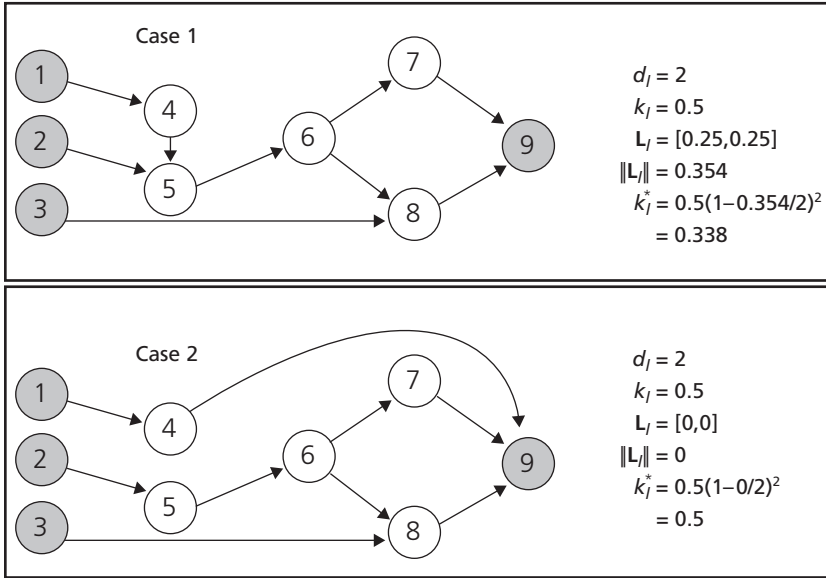 Case 1
1
2
3
4
5
6
7
8
9
d_l = 2
k_l = 0.5
L_l = [0.25,0.25]
‖L_l‖ = 0.354
k_l^* = 0.5(1–0.354/2)²
= 0.338
Case 2
1
2
3
4
5
6
7
8
9
d_l = 2
k_l = 0.5
L_l = [0,0]
‖L_l‖ = 0
k_l^* = 0.5(1–0/2)²
= 0.5